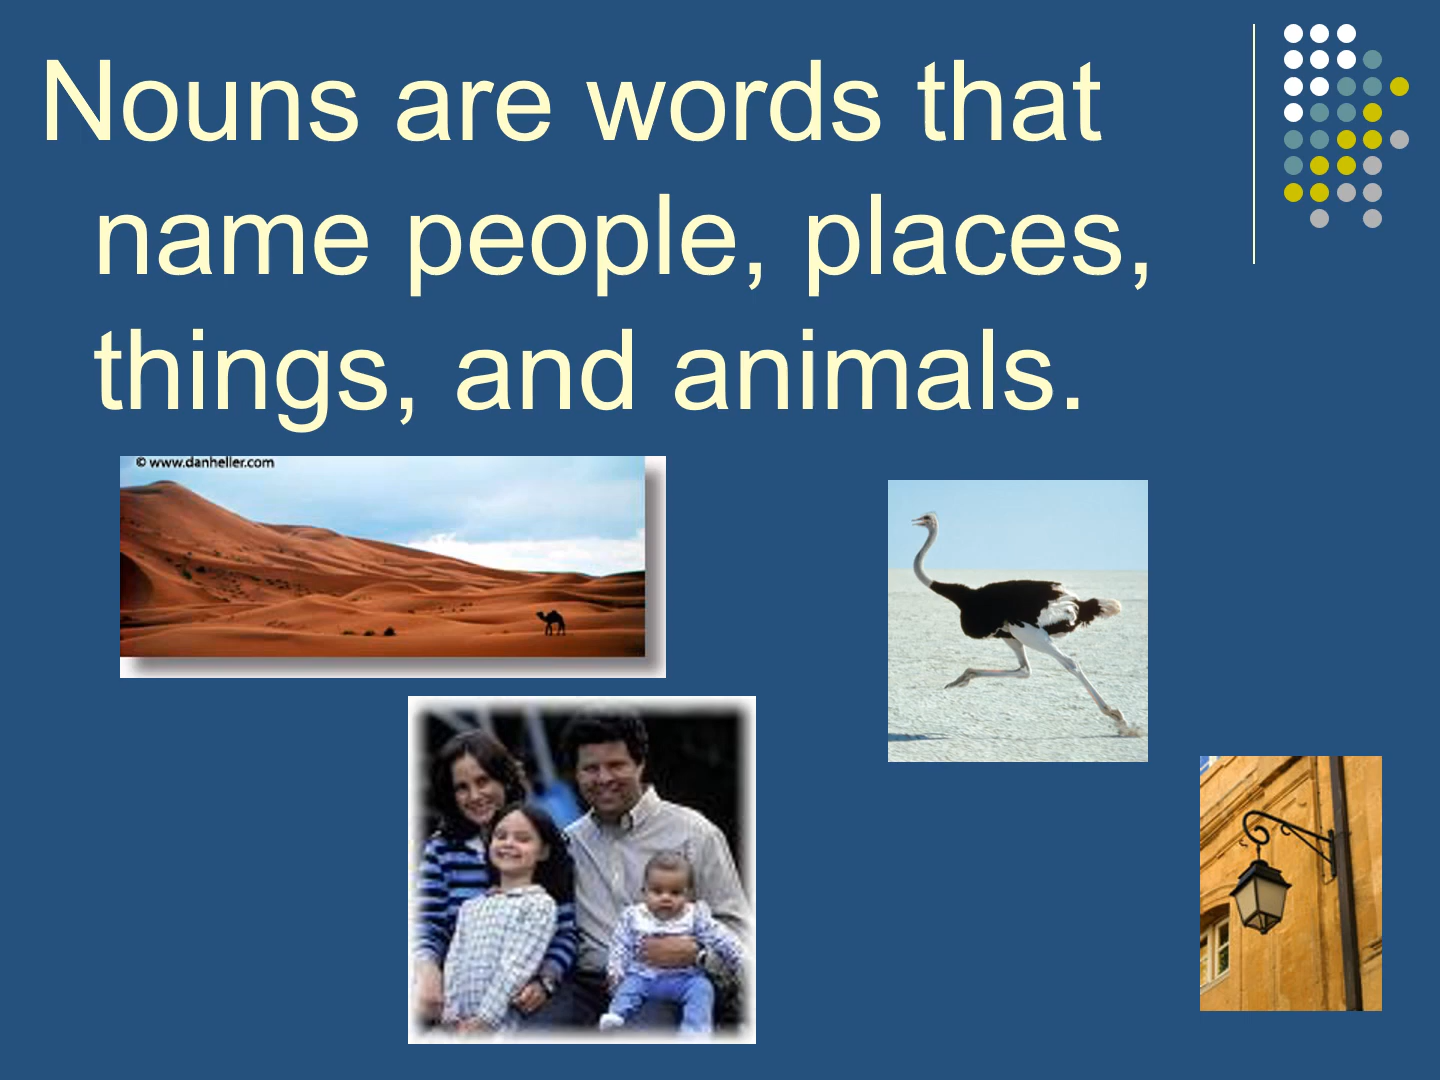 Nouns are words that
name people, places,
things, and animals.
© www.danheller.com